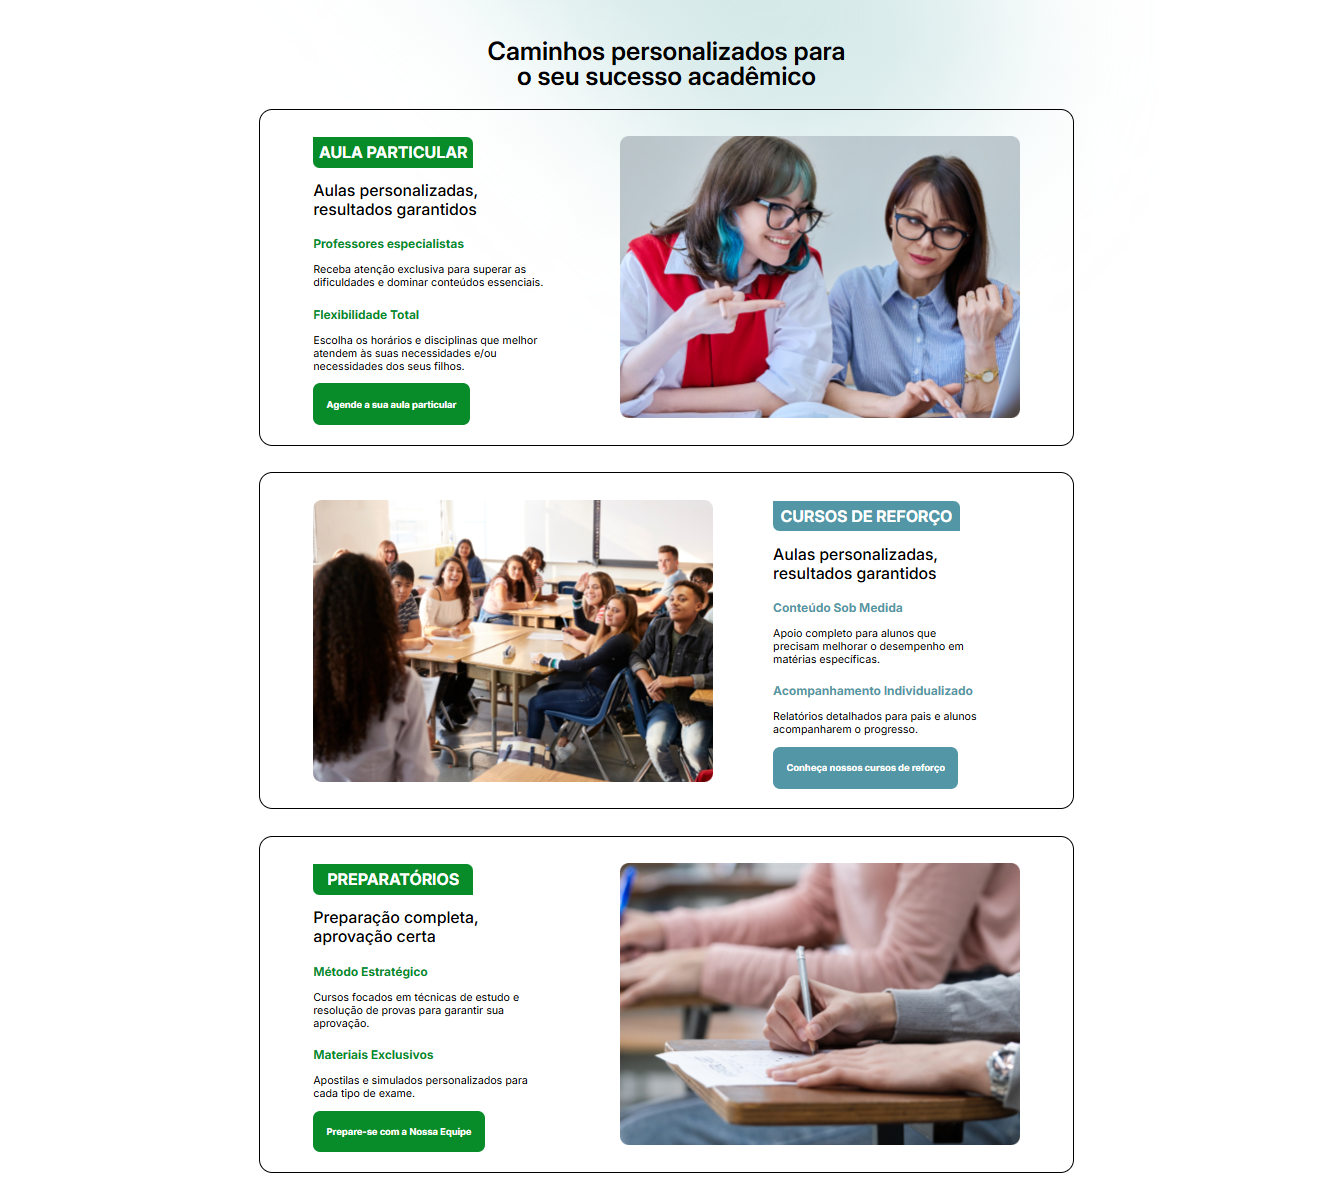 Caminhos personalizados para
o seu sucesso acadêmico
AULA PARTICULAR
Aulas personalizadas,
resultados garantidos
Professores especialistas
Receba atenção exclusiva para superar as
dificuldades e dominar conteúdos essenciais.
Flexibilidade Total
Escolha os horários e disciplinas que melhor
atendem às suas necessidades e/ou
necessidades dos seus filhos.
Agende a sua aula particular
CURSOS DE REFORÇO
Aulas personalizadas,
resultados garantidos
Conteúdo Sob Medida
Apoio completo para alunos que
precisam melhorar o desempenho em
matérias específicas.
Acompanhamento Individualizado
Relatórios detalhados para pais e alunos
acompanharem o progresso.
Conheça nossos cursos de reforço
PREPARATÓRIOS
Preparação completa,
aprovação certa
Método Estratégico
Cursos focados em técnicas de estudo e
resolução de provas para garantir sua
aprovação.
Materiais Exclusivos
Apostilas e simulados personalizados para
cada tipo de exame.
Prepare-se com a Nossa Equipe